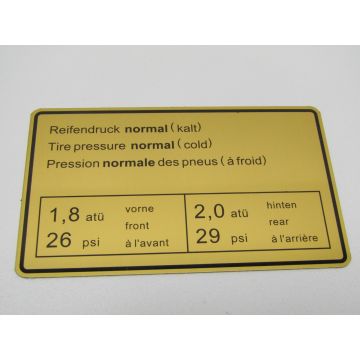 Reifendruck normal (kalt)
Tire pressure normal (cold)
Pression normale des pneus (à froid)
1,8 atü vorne
front
26 psi à l'avant
2,0 atü hinten
rear
29 psi à l'arrière